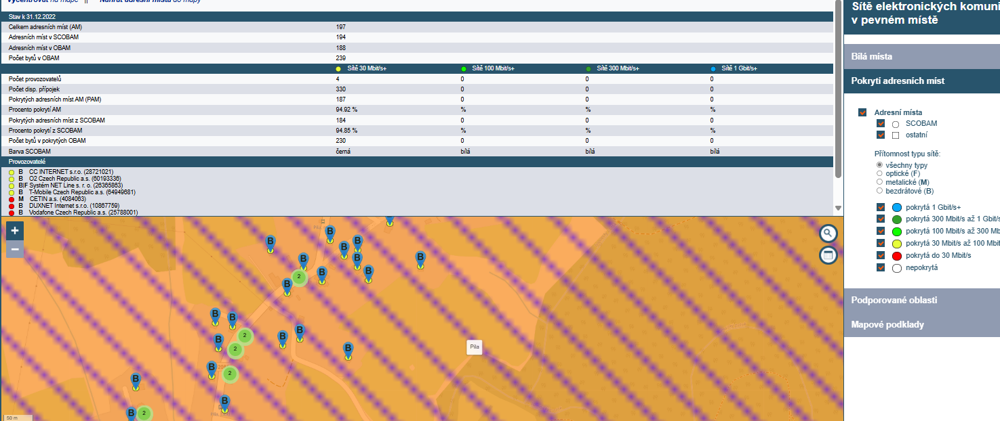 Vycentrovat na mapě || Nahrát adresní místa do mapy
Stav k 31.12.2022
Celkem adresních míst (AM) 197
Adresních míst v SCOBAM 194
Adresních míst v OBAM 188
Počet bytů v OBAM 239
Sítě 30 Mbit/s+ Sítě 100 Mbit/s+ Sítě 300 Mbit/s+ Sítě 1 Gbit/s+
Počet provozovatelů 4 0 0 0
Počet disp. přípojek 330 0 0 0
Pokrytých adresních míst AM (PAM) 187 0 0 0
Procento pokrytí AM 94.92 % % % %
Pokrytých adresních míst z SCOBAM 184 0 0 0
Procento pokrytí z SCOBAM 94.85 % % % %
Počet bytů v pokrytých OBAM 230 0 0 0
Barva SCOBAM černá bílá bílá bílá
Provozovatelé
B CC INTERNET s.r.o. (28721021)
B O2 Czech Republic a.s. (60193336)
B|F Systém NET Line s. r. o. (26365863)
B T-Mobile Czech Republic a.s. (64949681)
M CETIN a.s. (4084063)
B DUXNET Internet s.r.o. (10867759)
B Vodafone Czech Republic a.s. (25788001)
+
−
B
B
B
B
B
B
B
B
B
B
2
B
B
B
2
B
B
B
2
B
Pila
B
2
B
B
B
2
50 m
Sítě elektronických komuni
v pevném místě
Bílá místa
Pokrytí adresních míst
Adresní místa
SCOBAM
ostatní
Přítomnost typu sítě:
všechny typy
optické (F)
metalické (M)
bezdrátové (B)
pokrytá 1 Gbit/s+
pokrytá 300 Mbit/s až 1 Gbit/s
pokrytá 100 Mbit/s až 300 Mb
pokrytá 30 Mbit/s až 100 Mbit
pokrytá do 30 Mbit/s
nepokrytá
Podporované oblasti
Mapové podklady